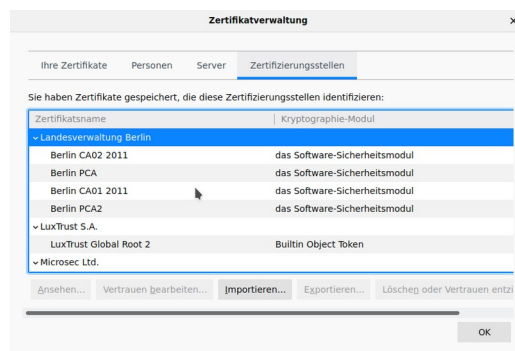 Zertifikatverwaltung
Ihre Zertifikate Personen Server Zertifizierungsstellen
Sie haben Zertifikate gespeichert, die diese Zertifizierungsstellen identifizieren:
Zertifikatsname Kryptographie-Modul
Landesverwaltung Berlin
Berlin CA02 2011 das Software-Sicherheitsmodul
Berlin PCA das Software-Sicherheitsmodul
Berlin CA01 2011 das Software-Sicherheitsmodul
Berlin PCA2 das Software-Sicherheitsmodul
LuxTrust S.A.
LuxTrust Global Root 2 Builtin Object Token
Microsec Ltd.
Ansehen... Vertrauen bearbeiten... Importieren... Exportieren... Löschen oder Vertrauen entzi
OK